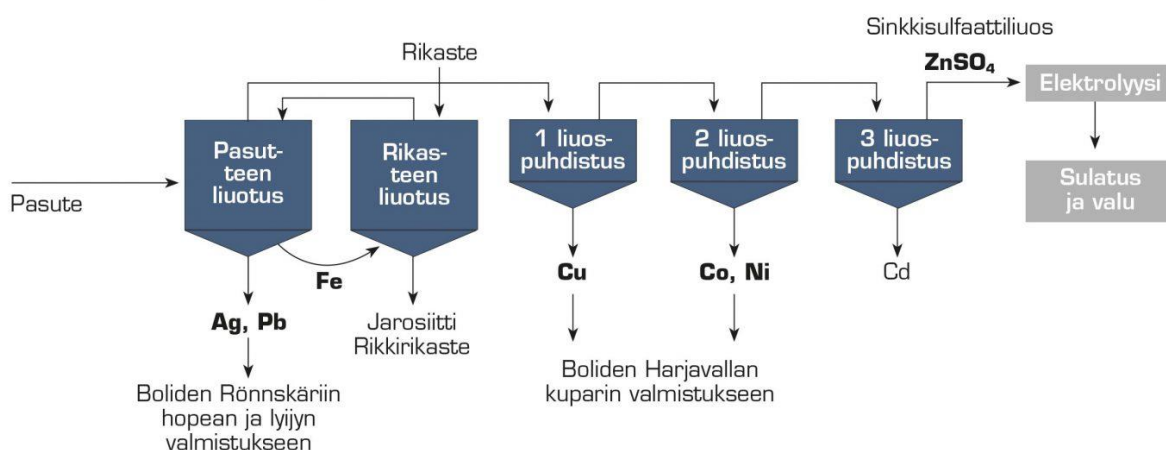 Sinkkisulfaattiliuos
ZnSO₄
Rikaste
Elektrolyysi
Pasut-
teen
liuotus
Rikas-
teen
liuotus
1 liuos-
puhdistus
2 liuos-
puhdistus
3 liuos-
puhdistus
Sulatus
ja valu
Pasute
Fe
Cu
Co, Ni
Cd
Ag, Pb
Jarosiitti
Rikkirikaste
Boliden Rönnskäriin
hopean ja lyijyn
valmistukseen
Boliden Harjavallan
kuparin valmistukseen